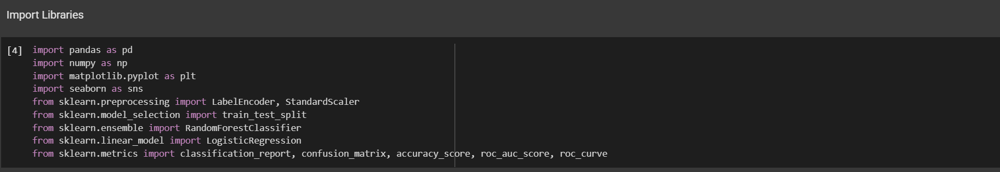 Import Libraries
[4] import pandas as pd
import numpy as np
import matplotlib.pyplot as plt
import seaborn as sns
from sklearn.preprocessing import LabelEncoder, StandardScaler
from sklearn.model_selection import train_test_split
from sklearn.ensemble import RandomForestClassifier
from sklearn.linear_model import LogisticRegression
from sklearn.metrics import classification_report, confusion_matrix, accuracy_score, roc_auc_score, roc_curve